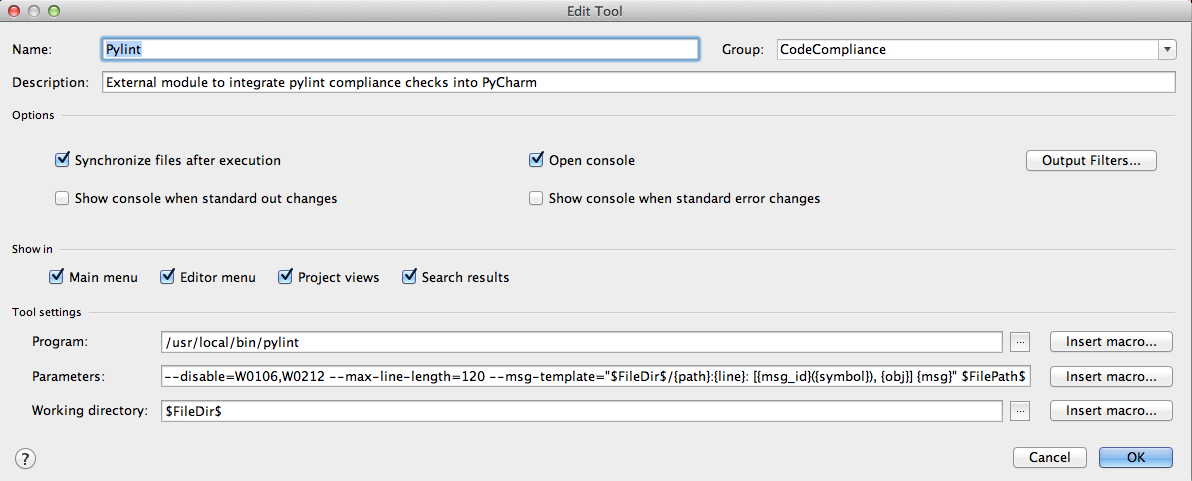 Edit Tool
Name: Pylint Group: CodeCompliance
Description: External module to integrate pylint compliance checks into PyCharm
Options
Synchronize files after execution Open console Output Filters...
Show console when standard out changes Show console when standard error changes
Show in
Main menu Editor menu Project views Search results
Tool settings
Program: /usr/local/bin/pylint ... Insert macro...
Parameters: --disable=W0106,W0212 --max-line-length=120 --msg-template="$FileDir$/{path}:{line}: [{msg_id}({symbol}), {obj}] {msg}" $FilePath$ Insert macro...
Working directory: $FileDir$ ... Insert macro...
? Cancel OK